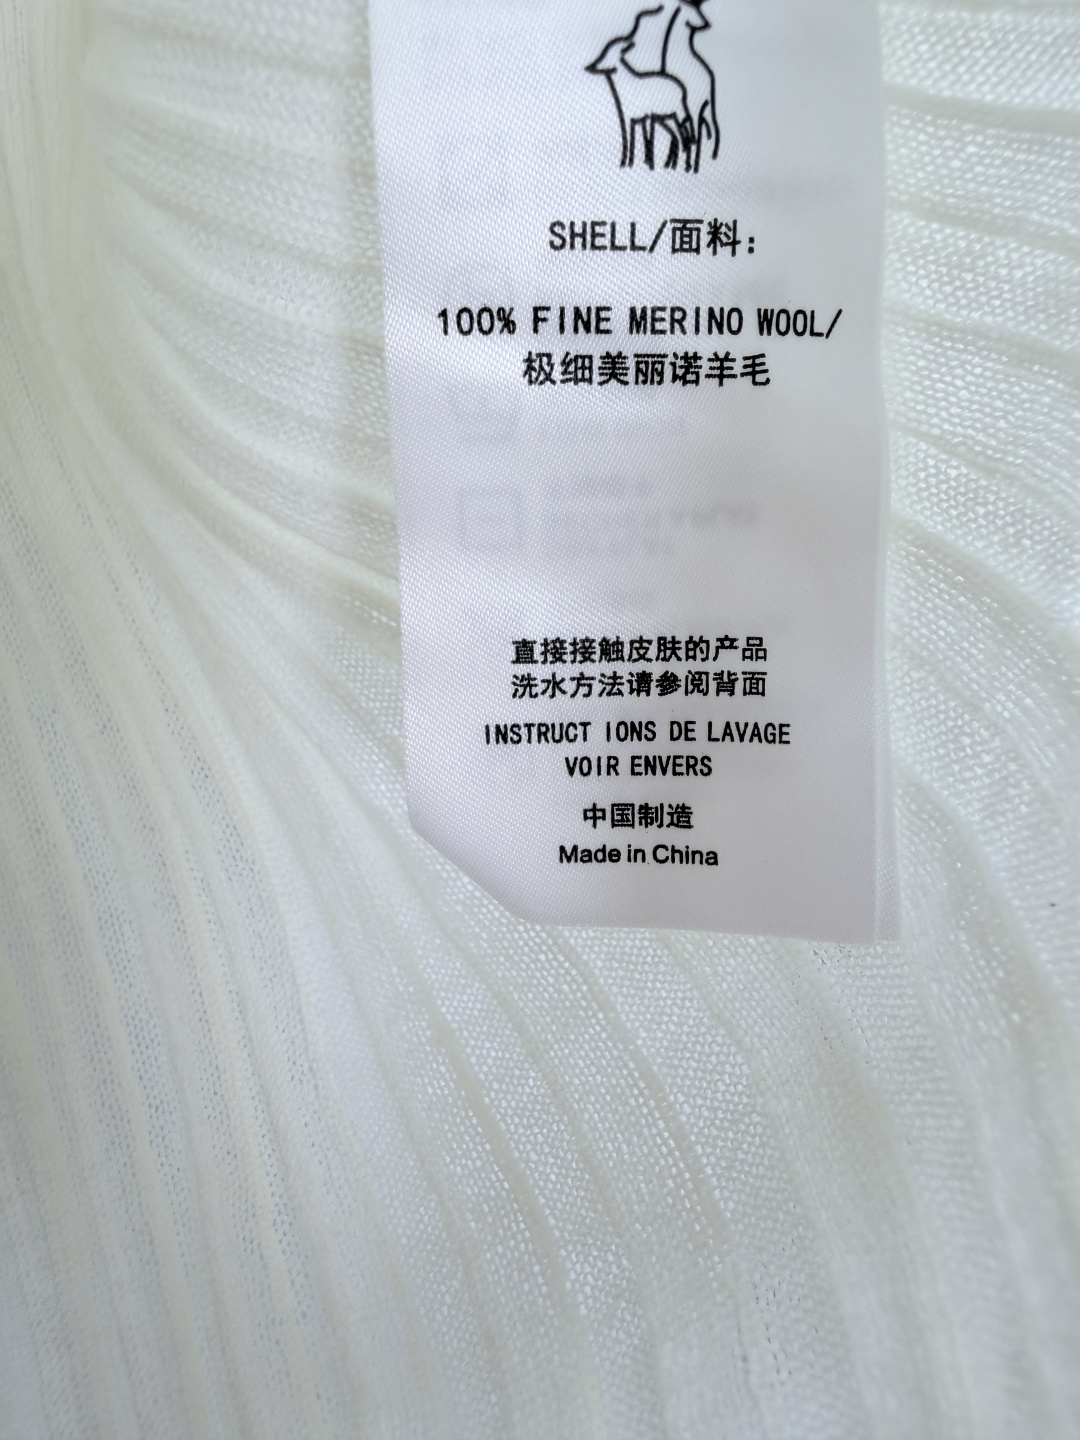 SHELL/面料:
100% FINE MERINO WOOL/
极细美丽诺羊毛
直接接触皮肤的产品
洗水方法请参阅背面
INSTRUCT IONS DE LAVAGE
VOIR ENVERS
中国制造
Made in China